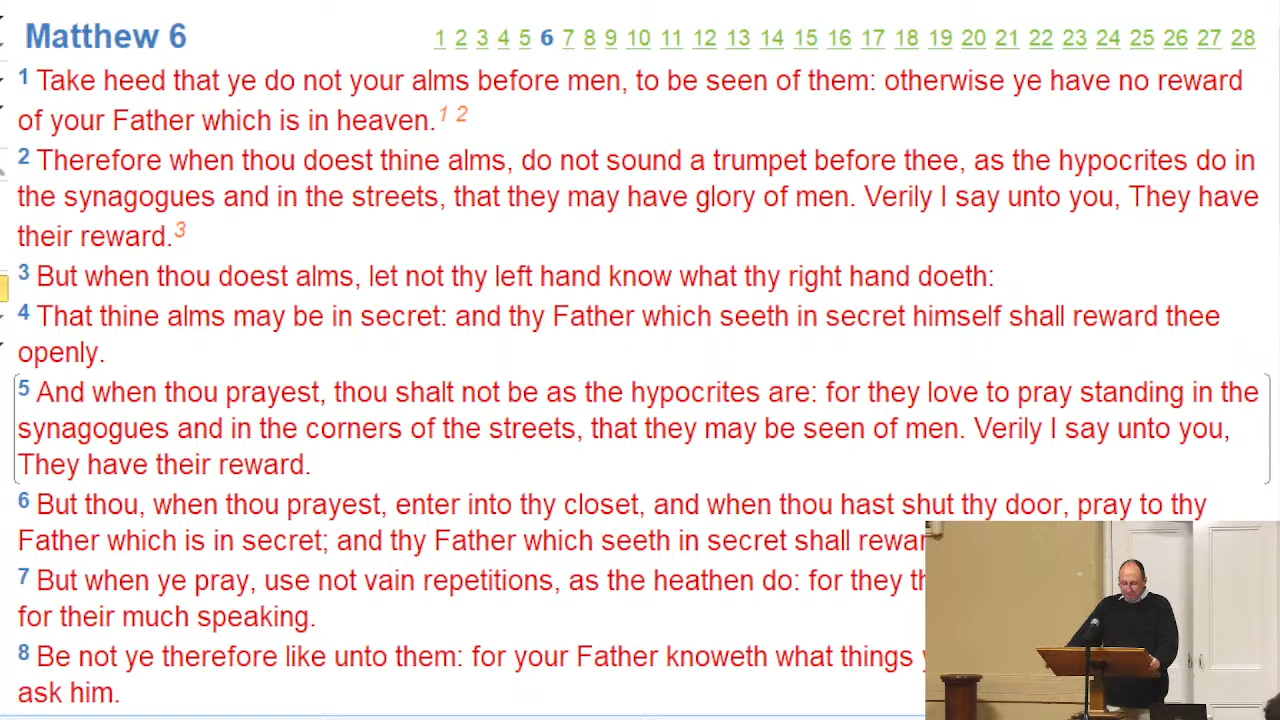 Matthew 6 1 2 3 4 5 6 7 8 9 10 11 12 13 14 15 16 17 18 19 20 21 22 23 24 25 26 27 28
1 Take heed that ye do not your alms before men, to be seen of them: otherwise ye have no reward
of your Father which is in heaven. 1 2
2 Therefore when thou doest thine alms, do not sound a trumpet before thee, as the hypocrites do in
the synagogues and in the streets, that they may have glory of men. Verily I say unto you, They have
their reward. 3
3 But when thou doest alms, let not thy left hand know what thy right hand doeth:
4 That thine alms may be in secret: and thy Father which seeth in secret himself shall reward thee
openly.
5 And when thou prayest, thou shalt not be as the hypocrites are: for they love to pray standing in the
synagogues and in the corners of the streets, that they may be seen of men. Verily I say unto you,
They have their reward.
6 But thou, when thou prayest, enter into thy closet, and when thou hast shut thy door, pray to thy
Father which is in secret; and thy Father which seeth in secret shall
7 But when ye pray, use not vain repetitions, as the heathen do: for they
for their much speaking.
8 Be not ye therefore like unto them: for your Father knoweth what things
ask him.